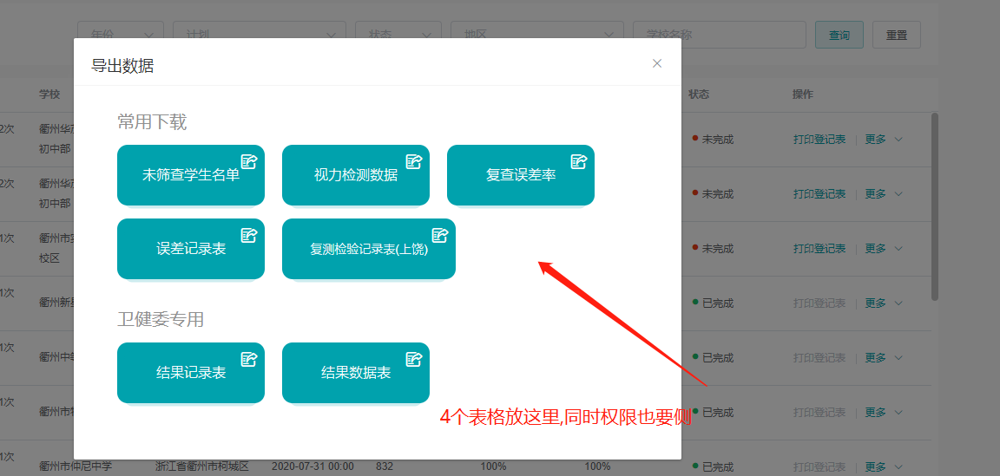 年份 计划 状态 地区 学校名称 查询 重置
导出数据
学校 状态 操作
常用下载
2次 衢州华 未完成 打印登记表 更多
初中部
未筛查学生名单 视力检测数据 复查误差率
2次 衢州华 未完成 打印登记表 更多
初中部
1次 衢州市 未完成 打印登记表 更多
校区
误差记录表 复测检验记录表(上饶)
1次 衢州新 已完成 打印登记表 更多
卫健委专用
1次 衢州中 已完成 打印登记表 更多
结果记录表 结果数据表
1次 衢州市 已完成 打印登记表 更多
4个表格放这里,同时权限也要侧
1次 衢州市仲尼中学 浙江省衢州市柯城区 2020-07-31 00:00 832 100% 100% 已完成 打印登记表 更多